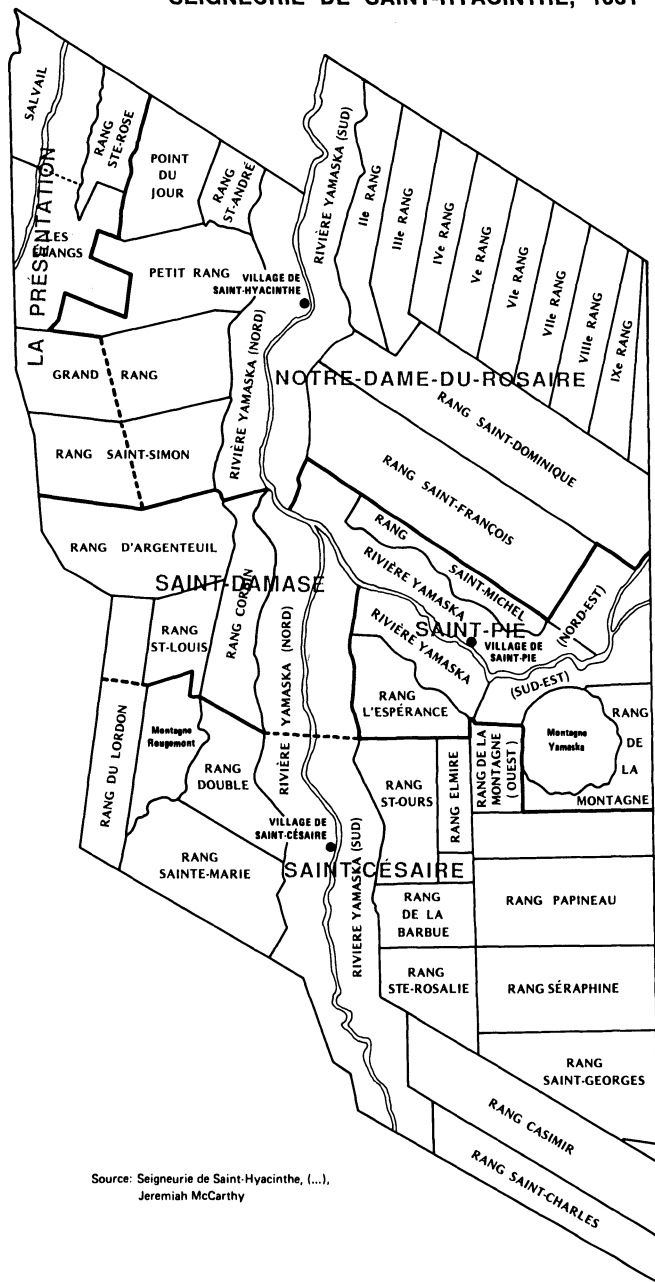 SEIGNEURIE DE SAINT-HYACINTHE,
SALVAIL
RANG
STE-ROSE
POINT
DU
JOUR
RANG
ST-ANDRÉ
RIVIÈRE YAMASKA (SUD)
IIe RANG
IIIe RANG
IVe RANG
Ve RANG
VIe RANG
VIIe RANG
VIIIe RANG
IXe RANG
LA PRÉSENTATION
PETIT RANG
VILLAGE DE
SAINT-HYACINTHE
GRAND RANG
RIVIÈRE YAMASKA (NORD)
NOTRE-DAME-DU-ROSAIRE
RANG SAINT-DOMINIQUE
RANG SAINT-SIMON
RANG SAINT-FRANÇOIS
RANG D'ARGENTEUIL
RANG
SAINT-MICHEL
RIVIÈRE YAMASKA
(NORD-EST)
SAINT-DAMASE
RANG CORBIN
SAINT-PIE
VILLAGE DE
SAINT-PIE
RIVIÈRE YAMASKA
(SUD-EST)
RANG
ST-LOUIS
RIVIÈRE YAMASKA (NORD)
RANG
L'ESPÉRANCE
RANG DU LORDON
Montagne
Rougemont
RANG
DOUBLE
RANG
ST-OURS
RANG ELMIRE
RANG DE LA
MONTAGNE
(OUEST)
Montagne
Yamaska
RANG
DE
LA
MONTAGNE
VILLAGE DE
SAINT-CÉSAIRE
RANG
SAINTE-MARIE
SAINT-CÉSAIRE
RIVIÈRE YAMASKA (SUD)
RANG
DE LA
BARBUE
RANG PAPINEAU
RANG
STE-ROSALIE
RANG SÉRAPHINE
RANG
SAINT-GEORGES
RANG CASIMIR
RANG SAINT-CHARLES
Source: Seigneurie de Saint-Hyacinthe, (...),
Jeremiah McCarthy